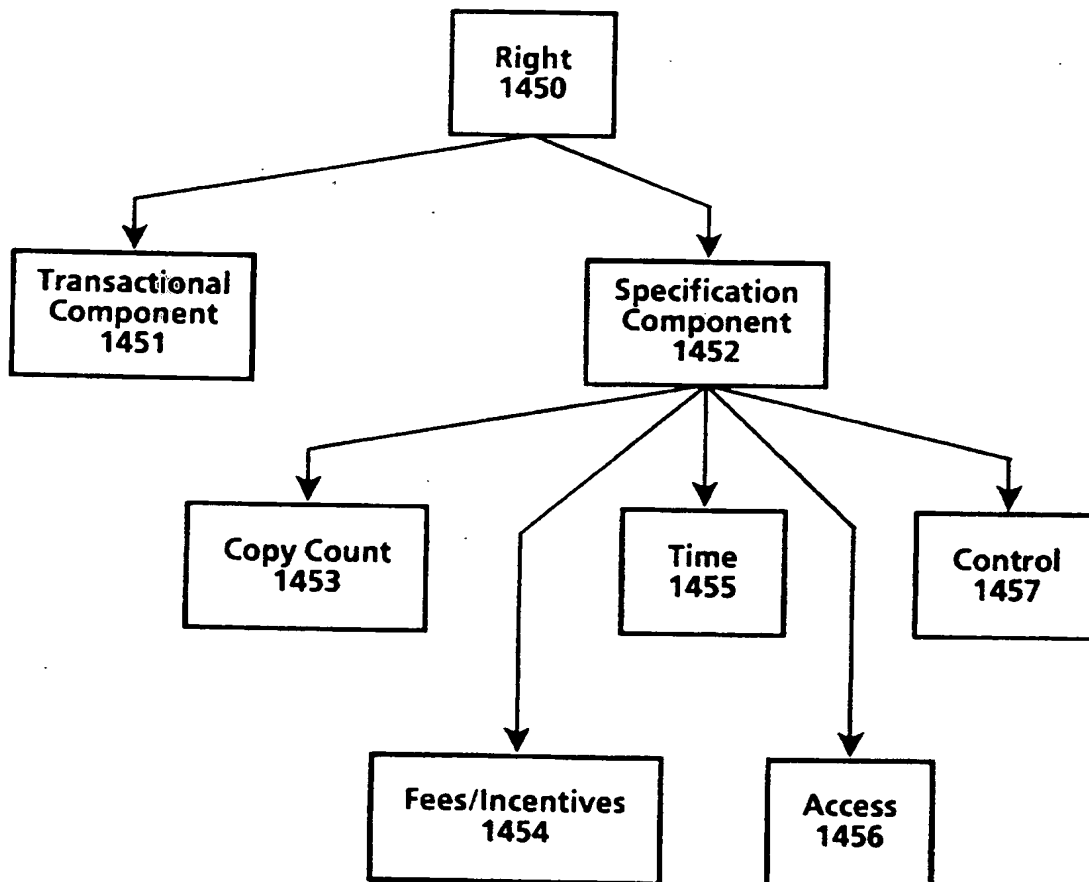 Right
1450
Transactional
Component
1451
Specification
Component
1452
Copy Count
1453
Time
1455
Control
1457
Fees/Incentives
1454
Access
1456